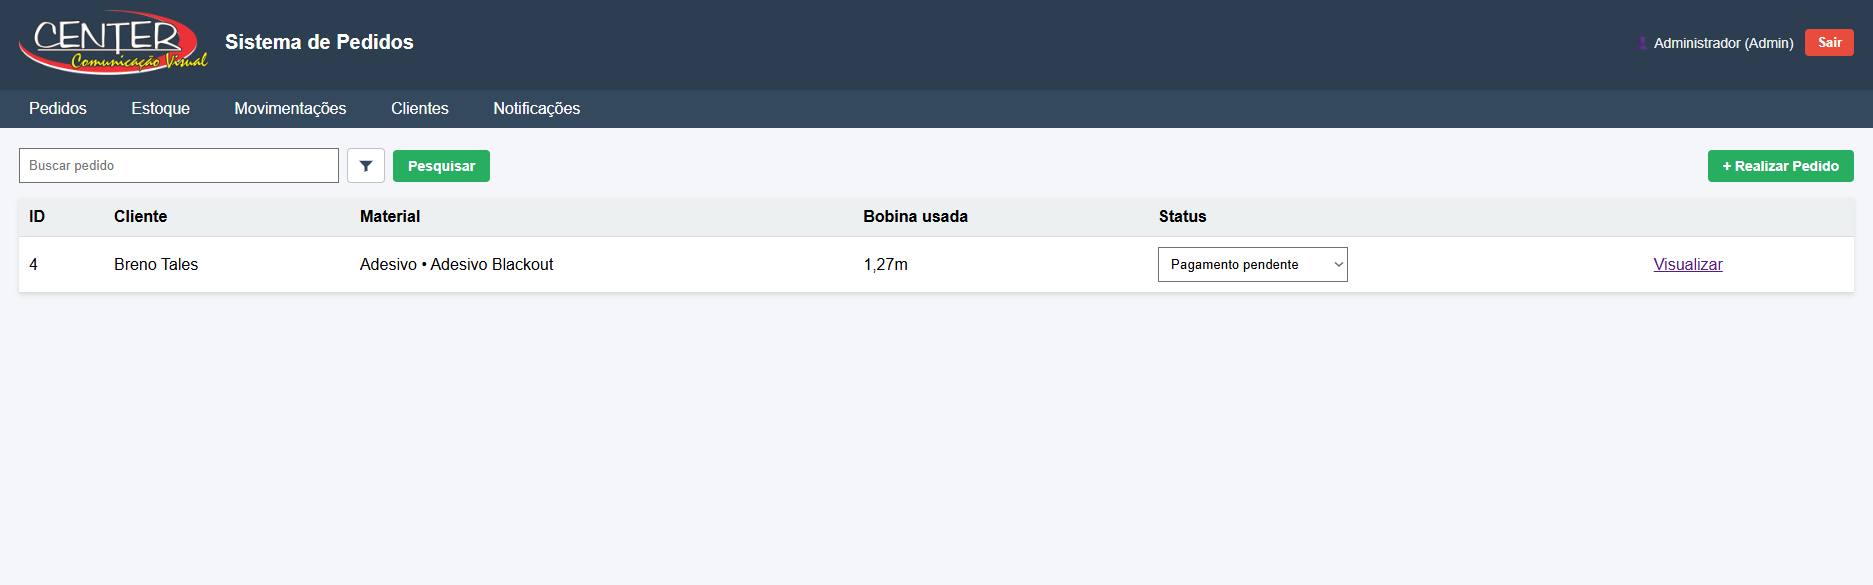 CENTER
Comunicação Visual
Sistema de Pedidos
Administrador (Admin)
Sair
Pedidos
Estoque
Movimentações
Clientes
Notificações
Buscar pedido
Pesquisar
+ Realizar Pedido
ID Cliente Material Bobina usada Status
4 Breno Tales Adesivo • Adesivo Blackout 1,27m Pagamento pendente Visualizar